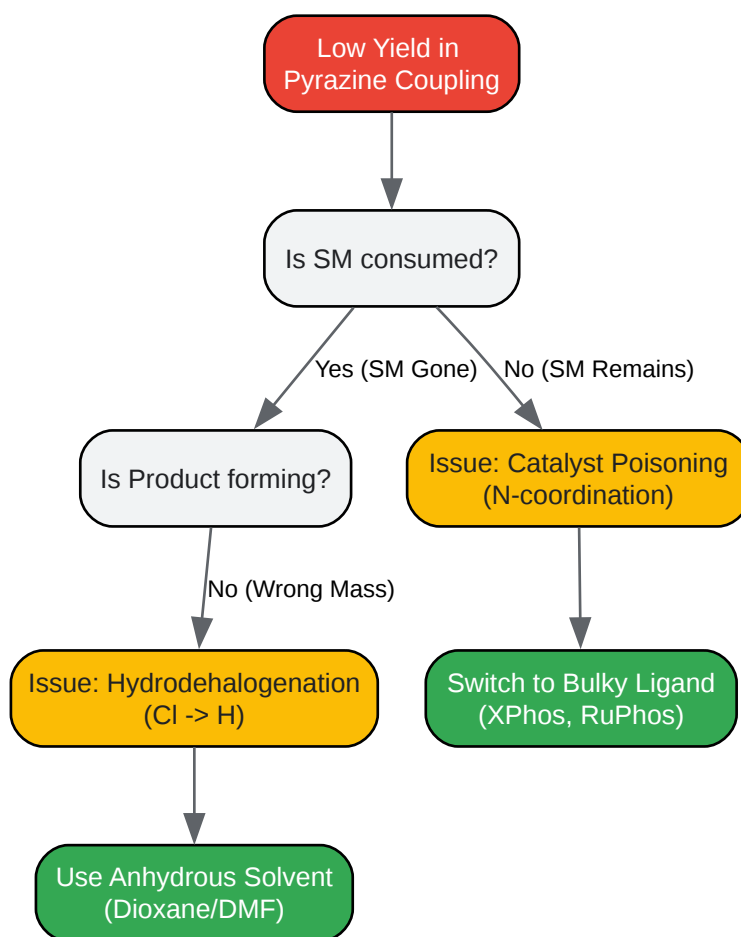 Low Yield in
Pyrazine Coupling
Is SM consumed?
Yes (SM Gone)
No (SM Remains)
Is Product forming?
Issue: Catalyst Poisoning
(N-coordination)
No (Wrong Mass)
Issue: Hydrodehalogenation
(Cl -> H)
Switch to Bulky Ligand
(XPhos, RuPhos)
Use Anhydrous Solvent
(Dioxane/DMF)